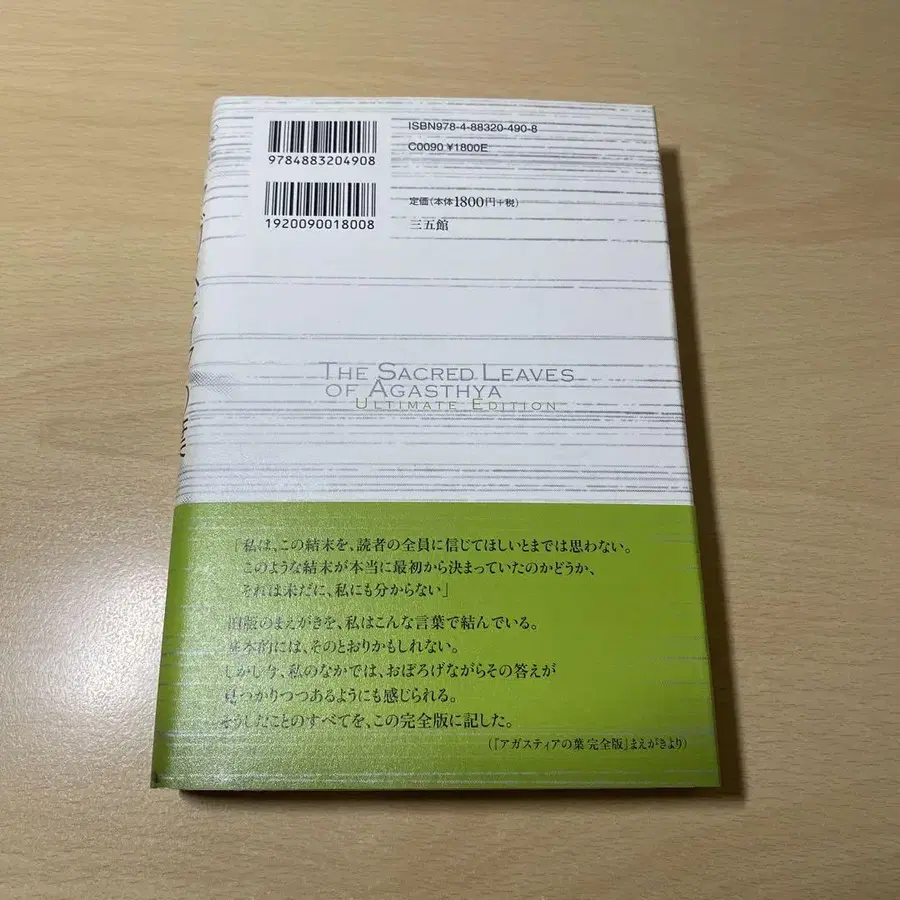 ISBN978-4-88320-490-8
C0090 ¥1800E
9784883204908
定価(本体1800円+税)
1920090018008
三五館
THE SACRED LEAVES
OF AGASTHYA
ULTIMATE EDITION
「私は、この結末を、読者の全員に信じてほしいとまでは思わない。
このような結末が本当に最初から決まっていたのかどうか、
それは未だに、私にも分からない」
旧版のまえがきを、私はこんな言葉で結んでいる。
基本的には、そのとおりかもしれない。
しかし今、私のなかでは、おぼろげながらその答えが
見つかりつつあるようにも感じられる。
そうしたことのすべてを、この完全版に記した。
(『アガスティアの葉 完全版』まえがきより)